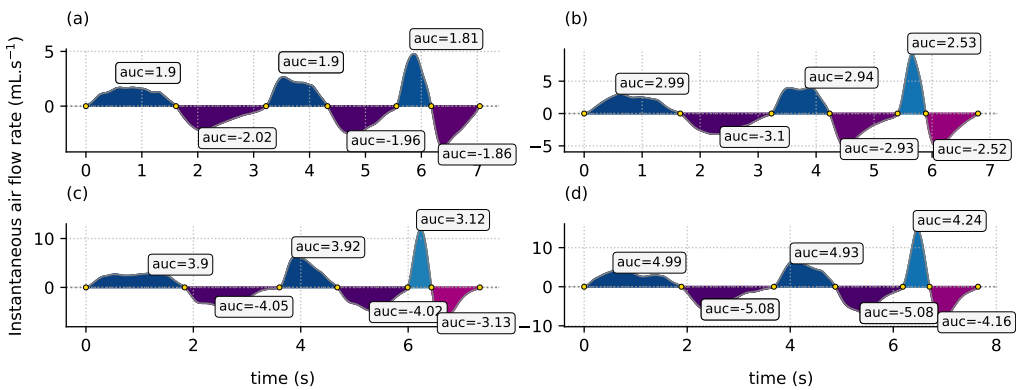 (a)
(b)
Instantaneous air flow rate (mL.s⁻¹)
5
0
auc=1.9
auc=-2.02
auc=1.9
auc=-1.96
auc=1.81
auc=-1.86
0 1 2 3 4 5 6 7
5
0
−5
auc=2.99
auc=-3.1
auc=2.94
auc=-2.93
auc=2.53
auc=-2.52
0 1 2 3 4 5 6 7
(c)
(d)
10
0
auc=3.9
auc=-4.05
auc=3.92
auc=-4.02
auc=3.12
auc=-3.13
0 2 4 6
time (s)
10
0
−10
auc=4.99
auc=-5.08
auc=4.93
auc=-5.08
auc=4.24
auc=-4.16
0 2 4 6 8
time (s)